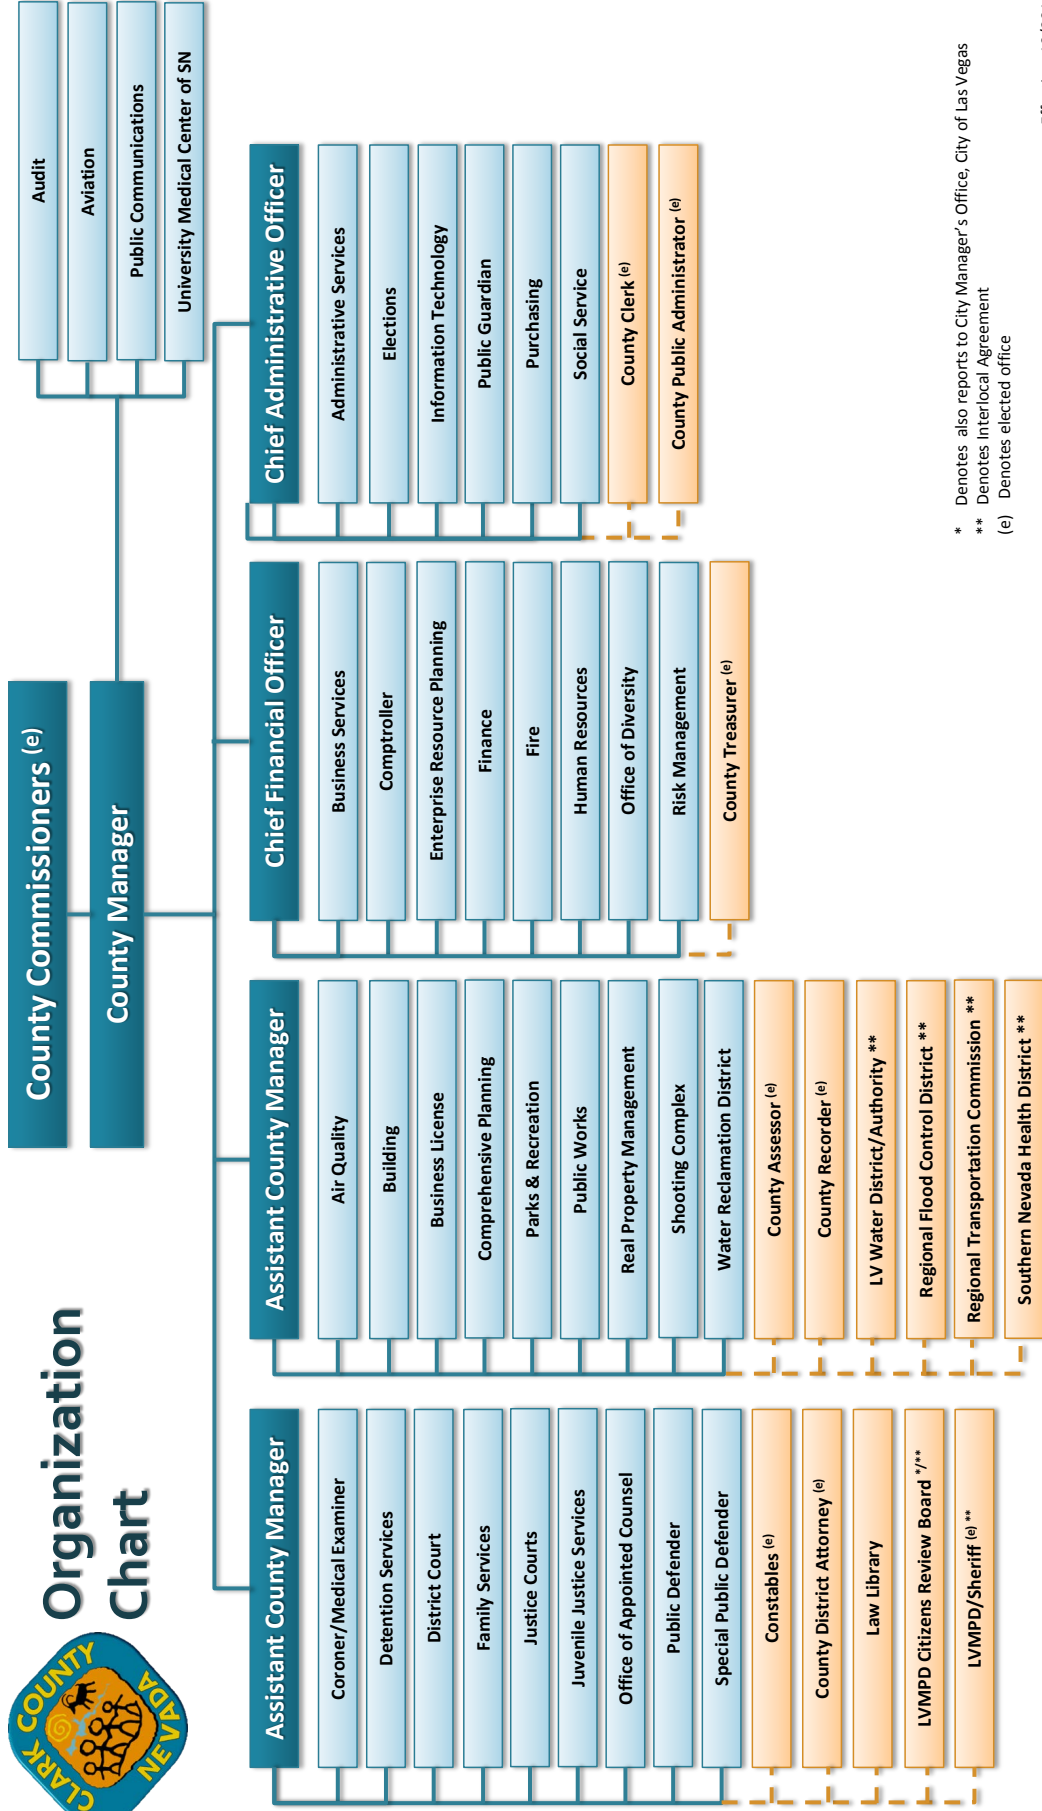 CLARK COUNTY
NEVADA
Organization
Chart
County Commissioners (e)
County Manager
Audit
Aviation
Public Communications
University Medical Center of SN
Assistant County Manager
Coroner/Medical Examiner
Detention Services
District Court
Family Services
Justice Courts
Juvenile Justice Services
Office of Appointed Counsel
Public Defender
Special Public Defender
Constables (e)
County District Attorney (e)
Law Library
LVMPD Citizens Review Board */**
LVMPD/Sheriff (e) **
Assistant County Manager
Air Quality
Building
Business License
Comprehensive Planning
Parks & Recreation
Public Works
Real Property Management
Shooting Complex
Water Reclamation District
County Assessor (e)
County Recorder (e)
LV Water District/Authority **
Regional Flood Control District **
Regional Transportation Commission **
Southern Nevada Health District **
Chief Financial Officer
Business Services
Comptroller
Enterprise Resource Planning
Finance
Fire
Human Resources
Office of Diversity
Risk Management
County Treasurer (e)
Chief Administrative Officer
Administrative Services
Elections
Information Technology
Public Guardian
Purchasing
Social Service
County Clerk (e)
County Public Administrator (e)
* Denotes also reports to City Manager's Office, City of Las Vegas
** Denotes Interlocal Agreement
(e) Denotes elected office